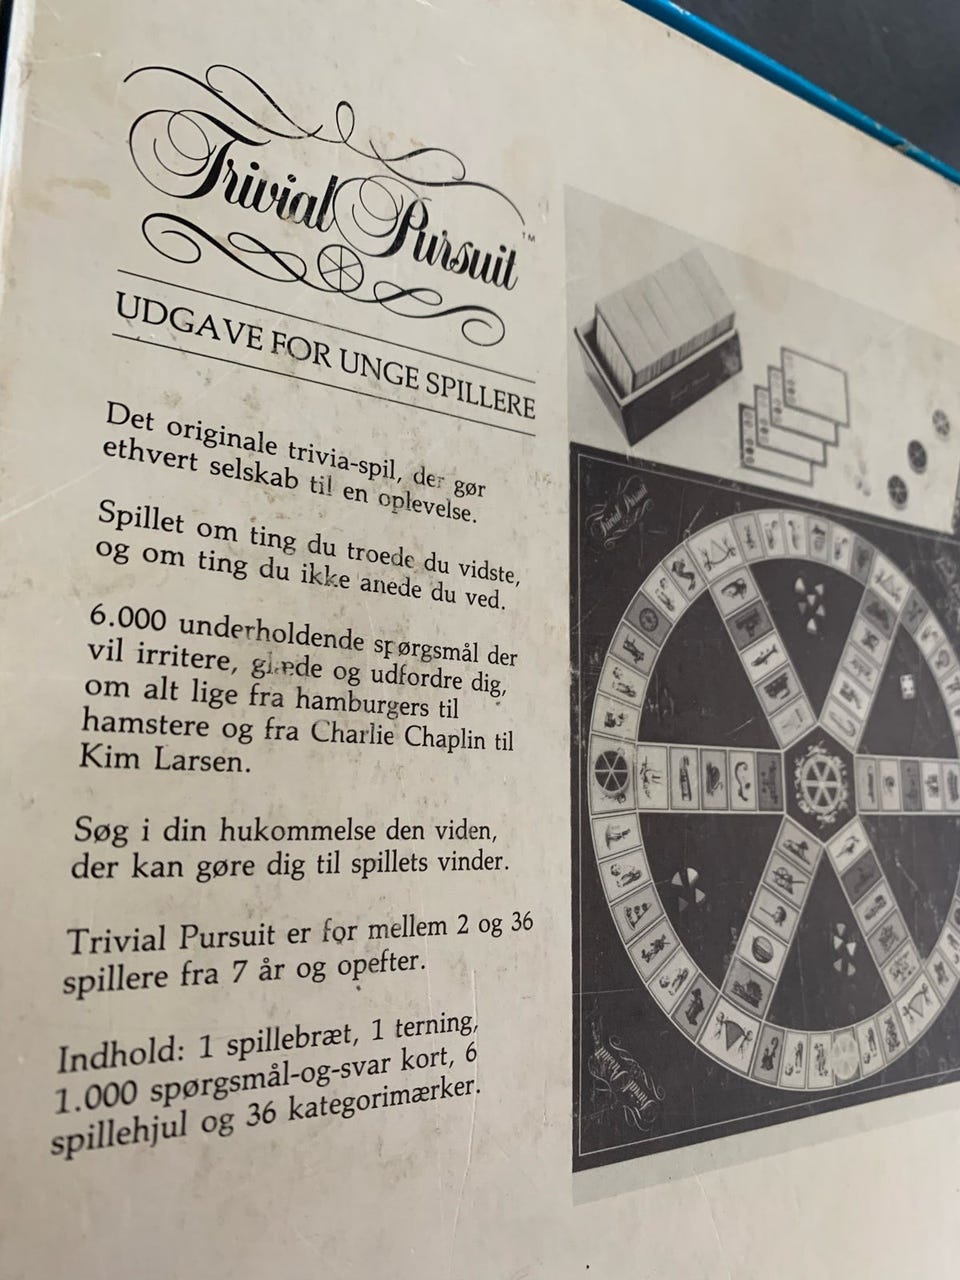 Trivial Pursuit™
UDGAVE FOR UNGE SPILLERE
Det originale trivia-spil, der gør
ethvert selskab til en oplevelse.
Spillet om ting du troede du vidste,
og om ting du ikke anede du ved.
6.000 underholdende spørgsmål der
vil irritere, glæde og udfordre dig,
om alt lige fra hamburgers til
hamstere og fra Charlie Chaplin til
Kim Larsen.
Søg i din hukommelse den viden,
der kan gøre dig til spillets vinder.
Trivial Pursuit er for mellem 2 og 36
spillere fra 7 år og opefter.
Indhold: 1 spillebræt, 1 terning,
1.000 spørgsmål-og-svar kort, 6
spillehjul og 36 kategorimærker.
Trivial Pursuit
Trivial Pursuit